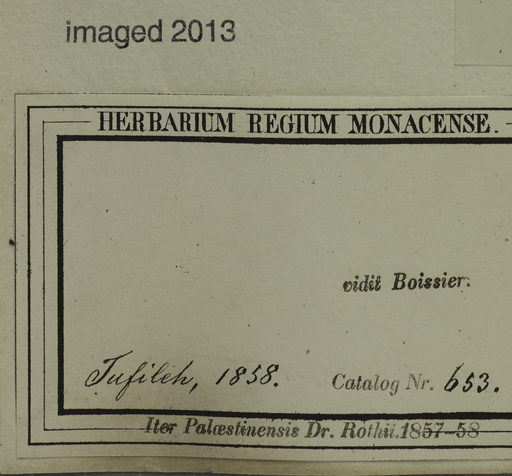 imaged 2013
HERBARIUM REGIUM MONACENSE.
vidit Boissier.
Tufileh, 1858. Catalog Nr. 653.
Iter Palæstinensis Dr. Rothii. 1857-58